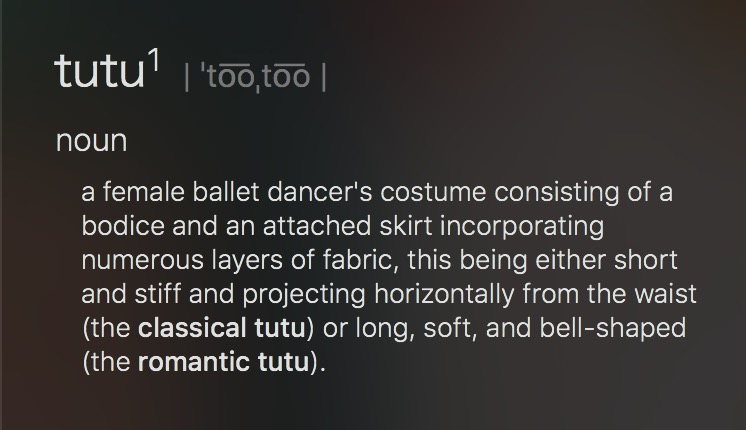 tutu¹ | ˈto͞oˌto͞o |
noun
a female ballet dancer's costume consisting of a
bodice and an attached skirt incorporating
numerous layers of fabric, this being either short
and stiff and projecting horizontally from the waist
(the classical tutu) or long, soft, and bell-shaped
(the romantic tutu).